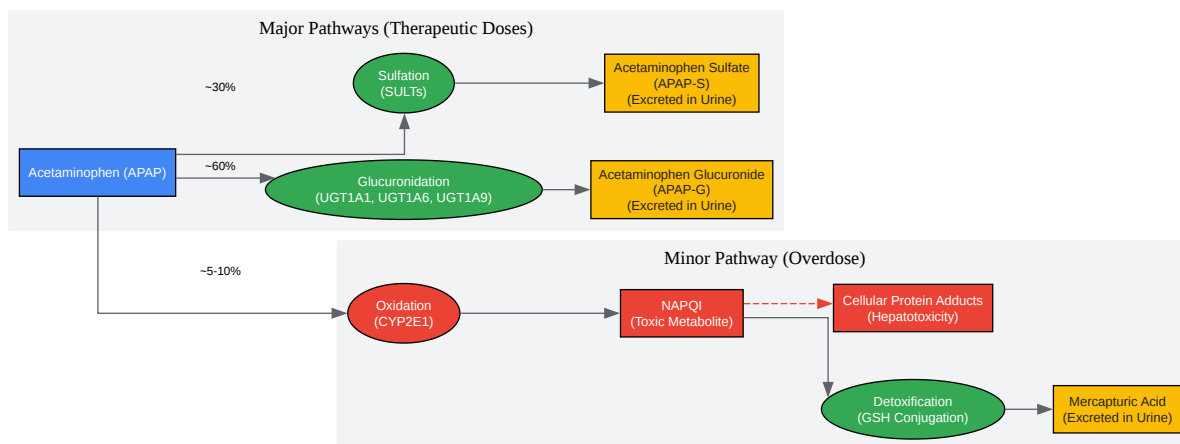 Major Pathways (Therapeutic Doses)
Sulfation
(SULTs)
Acetaminophen Sulfate
(APAP-S)
(Excreted in Urine)
~30%
Acetaminophen (APAP)
~60%
Glucuronidation
(UGT1A1, UGT1A6, UGT1A9)
Acetaminophen Glucuronide
(APAP-G)
(Excreted in Urine)
Minor Pathway (Overdose)
~5-10%
Oxidation
(CYP2E1)
NAPQI
(Toxic Metabolite)
Cellular Protein Adducts
(Hepatotoxicity)
Detoxification
(GSH Conjugation)
Mercapturic Acid
(Excreted in Urine)